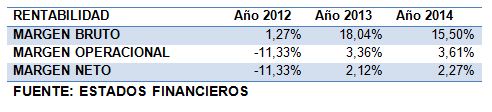 RENTABILIDAD Año 2012 Año 2013 Año 2014
MARGEN BRUTO 1,27% 18,04% 15,50%
MARGEN OPERACIONAL -11,33% 3,36% 3,61%
MARGEN NETO -11,33% 2,12% 2,27%
FUENTE: ESTADOS FINANCIEROS